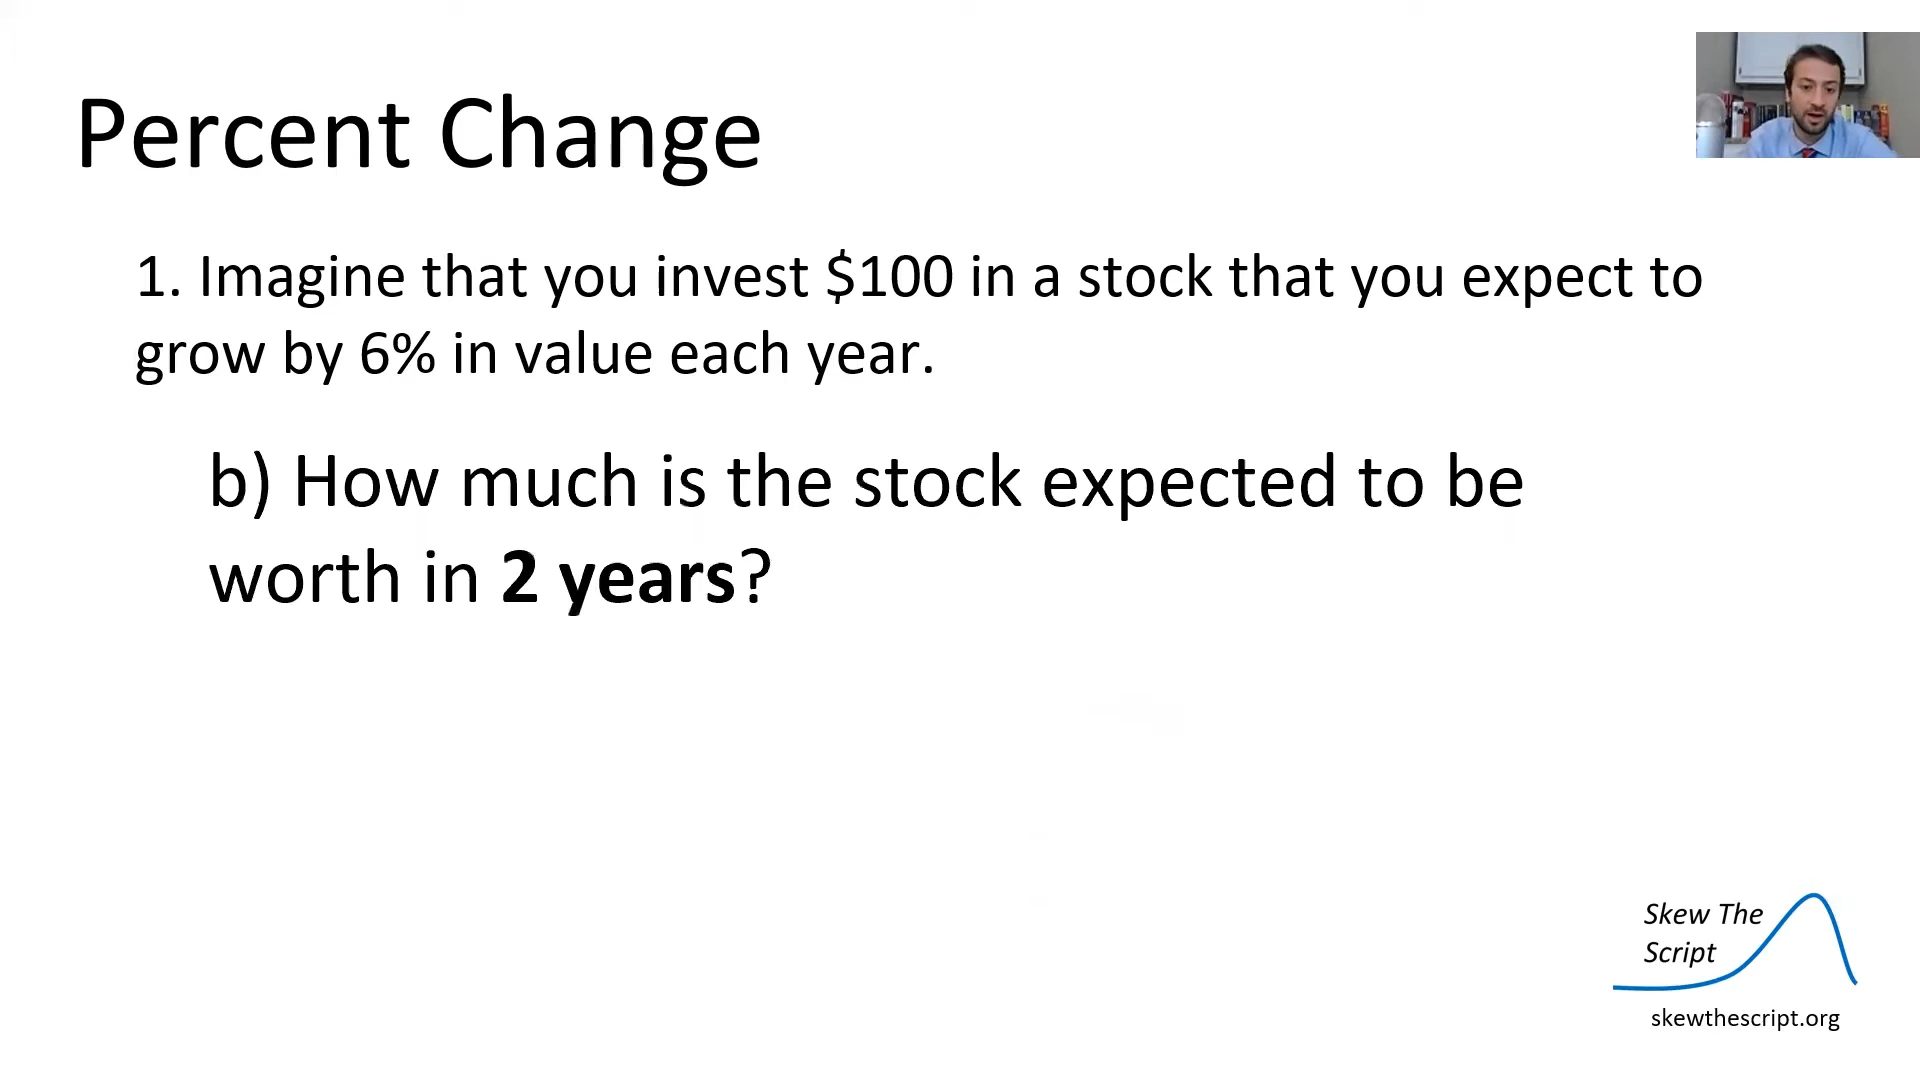 Percent Change
1. Imagine that you invest $100 in a stock that you expect to
grow by 6% in value each year.
b) How much is the stock expected to be
worth in 2 years?
Skew The
Script
skewthescript.org